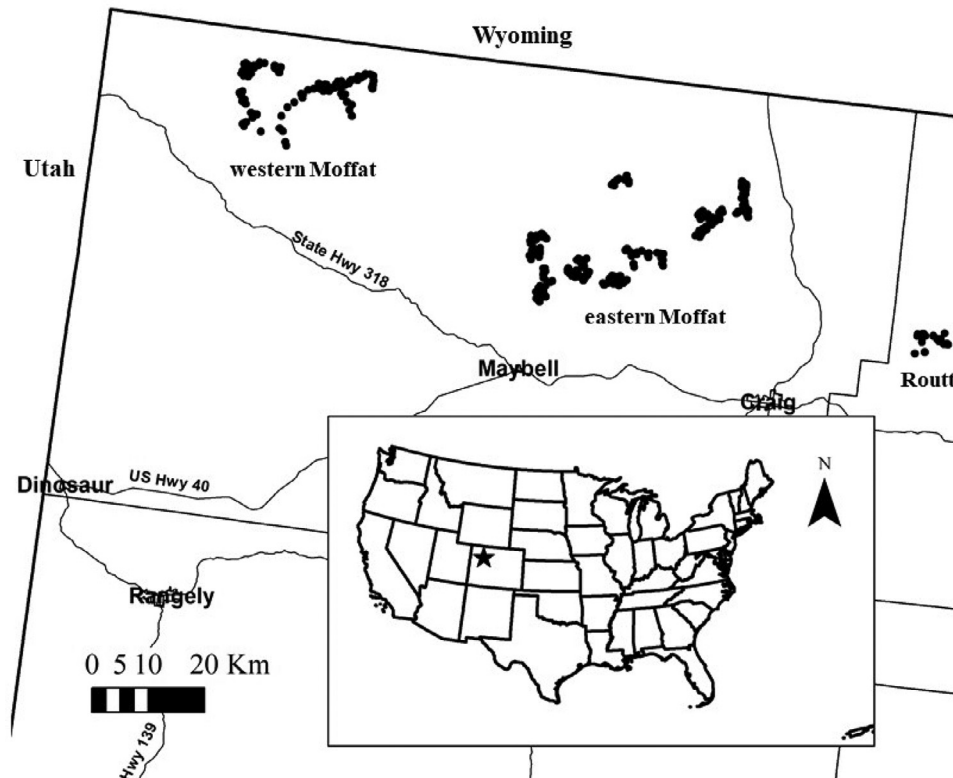 Wyoming
Utah
western Moffat
State Hwy 318
eastern Moffat
Maybell
Routt
Craig
Dinosaur
US Hwy 40
N
Rangely
0 5 10 20 Km
Hwy 139